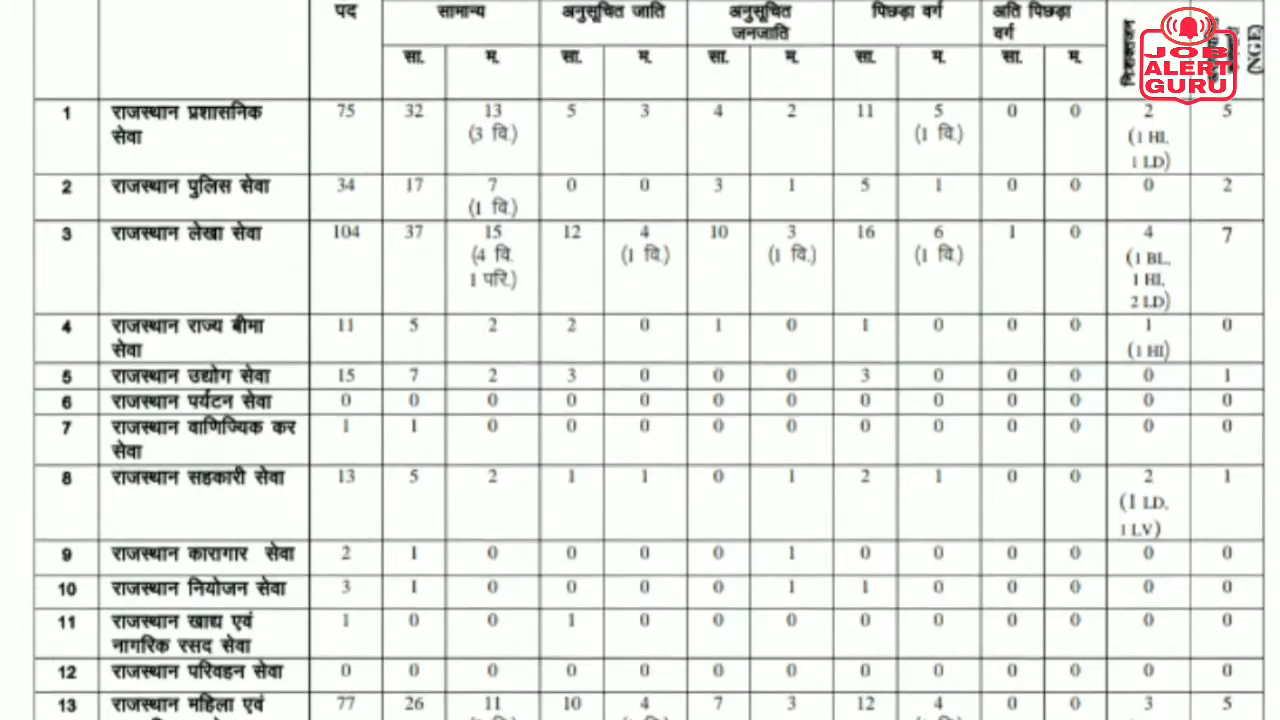 पद सामान्य अनुसूचित जाति अनुसूचित पिछड़ा वर्ग अति पिछड़ा
जनजाति वर्ग
सा. म. सा. म. सा. म. सा. म. सा. म.
(NGE)
JOB
ALERT
GURU
1 राजस्थान प्रशासनिक 75 32 13 5 3 4 2 11 5 0 0 2 5
सेवा (3 वि.) (1 वि.) (1 HI,
1 LD)
2 राजस्थान पुलिस सेवा 34 17 7 0 0 3 1 5 1 0 0 0 2
(1 वि.)
3 राजस्थान लेखा सेवा 104 37 15 12 4 10 3 16 6 1 0 4 7
(4 वि. (1 वि.) (1 वि.) (1 वि.) (1 BL,
1 परि.) 1 HI,
2 LD)
4 राजस्थान राज्य बीमा 11 5 2 2 0 1 0 1 0 0 0 1 0
सेवा (1 HI)
5 राजस्थान उद्योग सेवा 15 7 2 3 0 0 0 3 0 0 0 0 1
6 राजस्थान पर्यटन सेवा 0 0 0 0 0 0 0 0 0 0 0 0 0
7 राजस्थान वाणिज्यिक कर 1 1 0 0 0 0 0 0 0 0 0 0 0
सेवा
8 राजस्थान सहकारी सेवा 13 5 2 1 1 0 1 2 1 0 0 2 1
(1 LD,
1 LV)
9 राजस्थान कारागार सेवा 2 1 0 0 0 0 1 0 0 0 0 0 0
10 राजस्थान नियोजन सेवा 3 1 0 0 0 0 1 1 0 0 0 0 0
11 राजस्थान खाद्य एवं 1 0 0 1 0 0 0 0 0 0 0 0 0
नागरिक रसद सेवा
12 राजस्थान परिवहन सेवा 0 0 0 0 0 0 0 0 0 0 0 0 0
13 राजस्थान महिला एवं 77 26 11 10 4 7 3 12 4 0 0 3 5